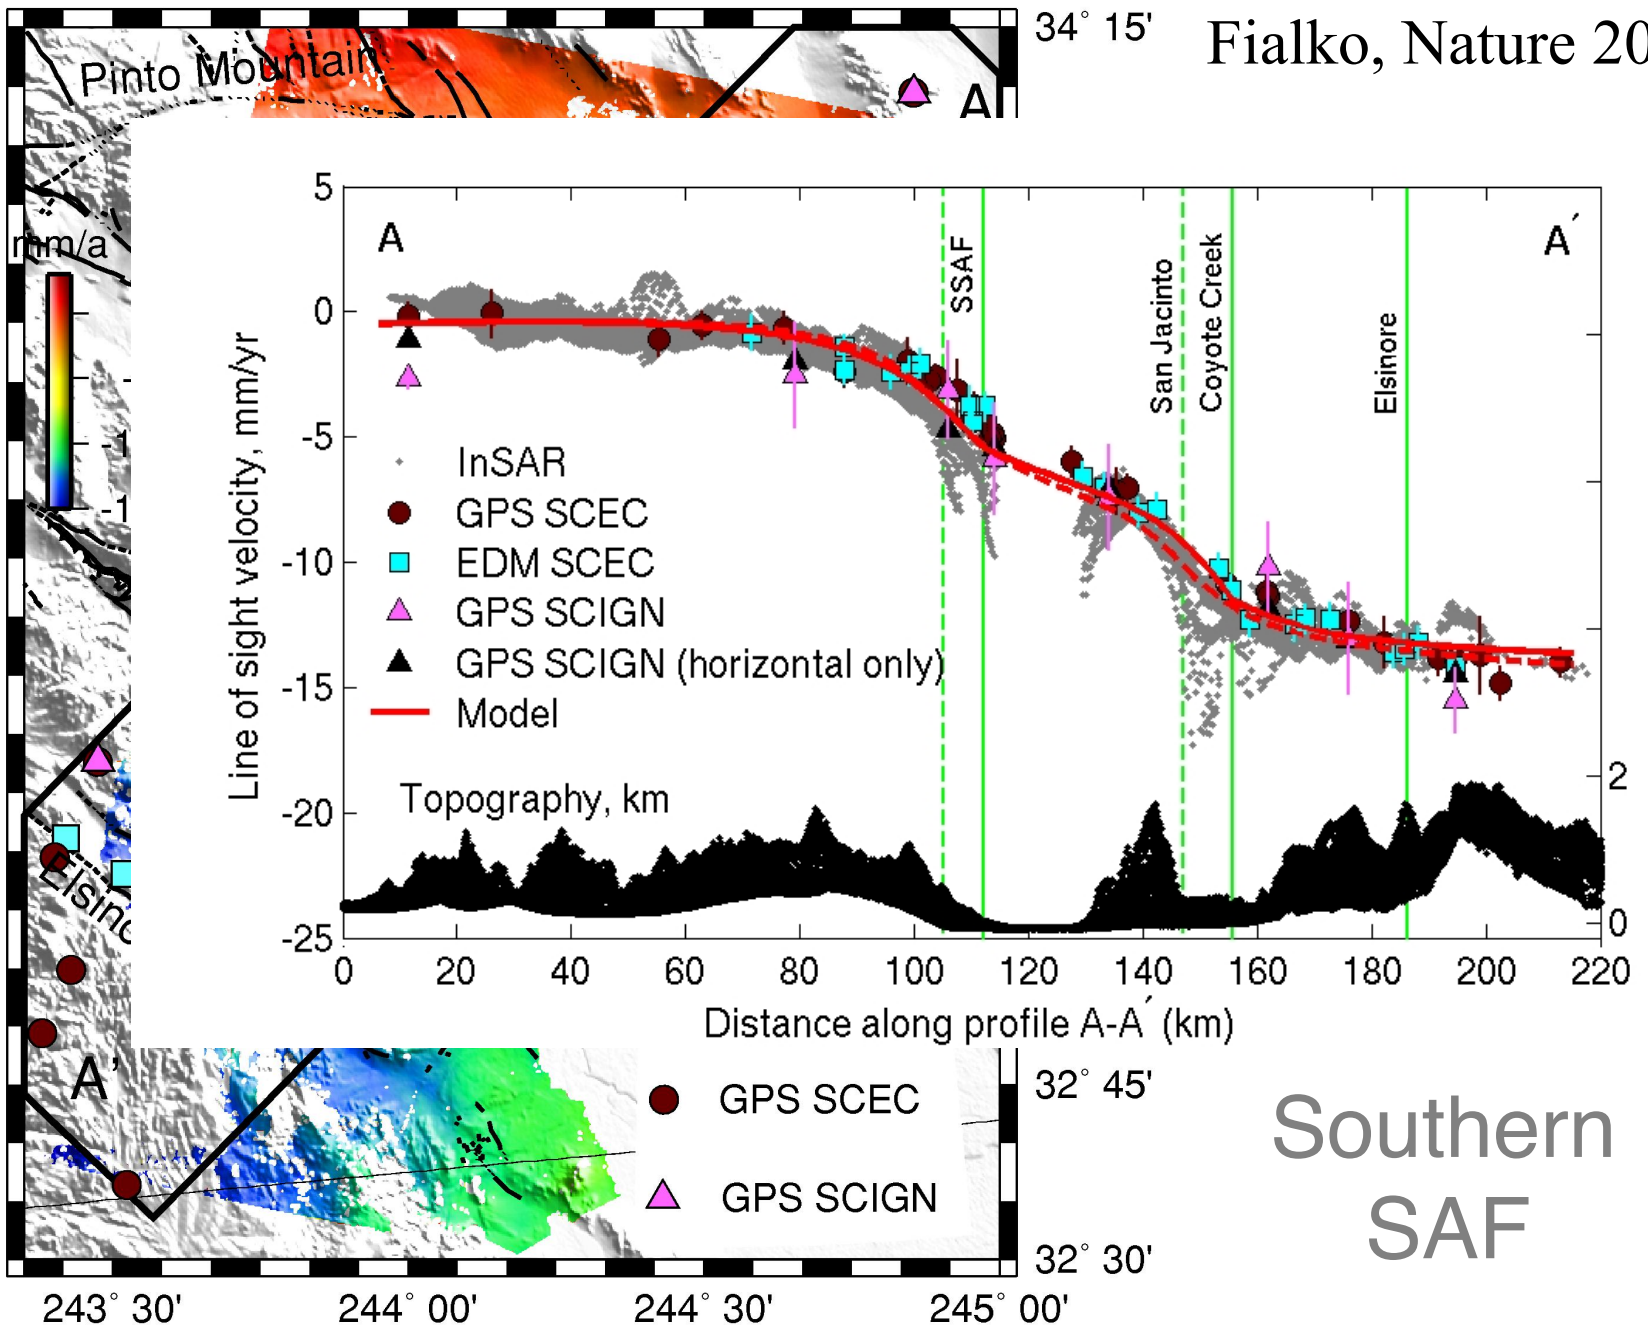 34° 15'
Fialko, Nature 20
Pinto Mountain
A
mm/a
5
0
-5
-10
-15
-20
-25
Line of sight velocity, mm/yr
A
A′
SSAF
San Jacinto
Coyote Creek
Elsinore
InSAR
GPS SCEC
EDM SCEC
GPS SCIGN
GPS SCIGN (horizontal only)
Model
Topography, km
2
0
0 20 40 60 80 100 120 140 160 180 200 220
Distance along profile A-A′ (km)
-1
-1
Elsino
A'
GPS SCEC
GPS SCIGN
32° 45'
32° 30'
Southern
SAF
243° 30' 244° 00' 244° 30' 245° 00'